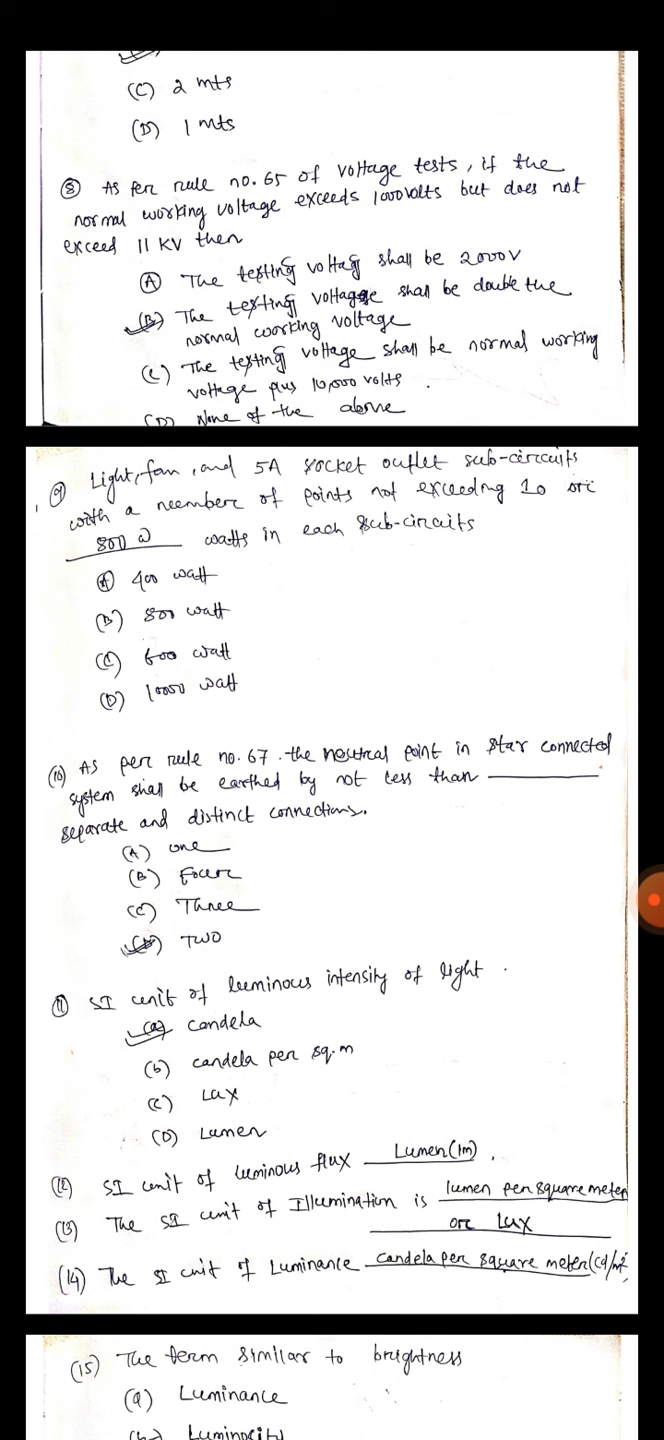 (C) 2 mts
(D) 1 mts
(8) As per rule no. 65 of voltage tests, if the
normal working voltage exceeds 1000volts but does not
exceed 11 KV then
(A) The testing voltag shall be 2000V
(B) The testing voltage shall be double the
normal working voltage
(C) The testing voltage shall be normal working
voltage plus 10,000 volts.
(D) None of the above
(9) Light, fan, and 5A socket outlet sub-circuits
with a number of points not exceeding 10 or
800 W watts in each sub-circuits
(A) 400 watt
(B) 800 watt
(C) 600 watt
(D) 10000 watt
(10) As per rule no. 67. the neutral point in star connected
system shall be earthed by not less than ______
separate and distinct connections.
(A) one
(B) Four
(C) Three
(D) TWO
(11) SI unit of luminous intensity of light.
(a) candela
(b) candela per sq.m
(c) Lux
(D) Lumen
(12) SI unit of luminous flux Lumen(lm).
(13) The SI unit of Illumination is lumen per square meter
or Lux
(14) The SI unit of Luminance candela per square meter(cd/m²
(15) The term similar to brightness
(a) Luminance
(b) Luminocity